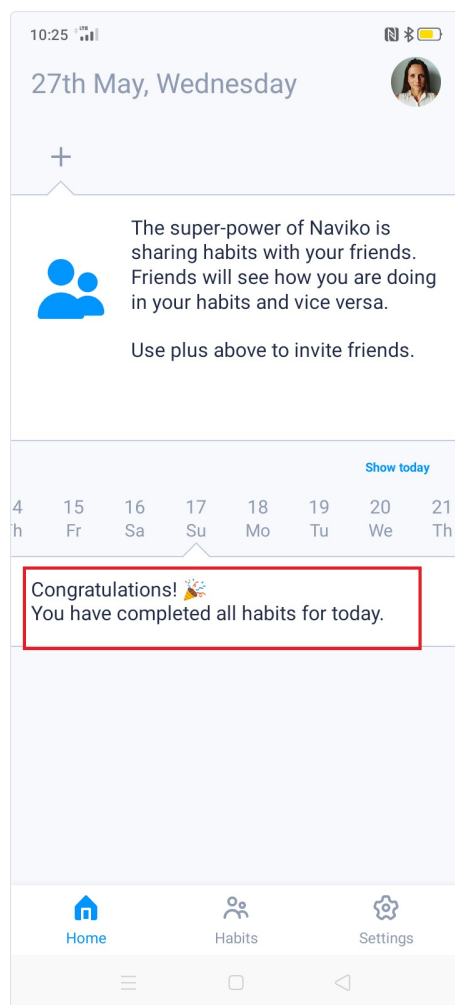 10:25 LTE
27th May, Wednesday
+
The super-power of Naviko is
sharing habits with your friends.
Friends will see how you are doing
in your habits and vice versa.
Use plus above to invite friends.
Show today
4 15 16 17 18 19 20 21
h Fr Sa Su Mo Tu We Th
Congratulations! 🎉
You have completed all habits for today.
Home Habits Settings